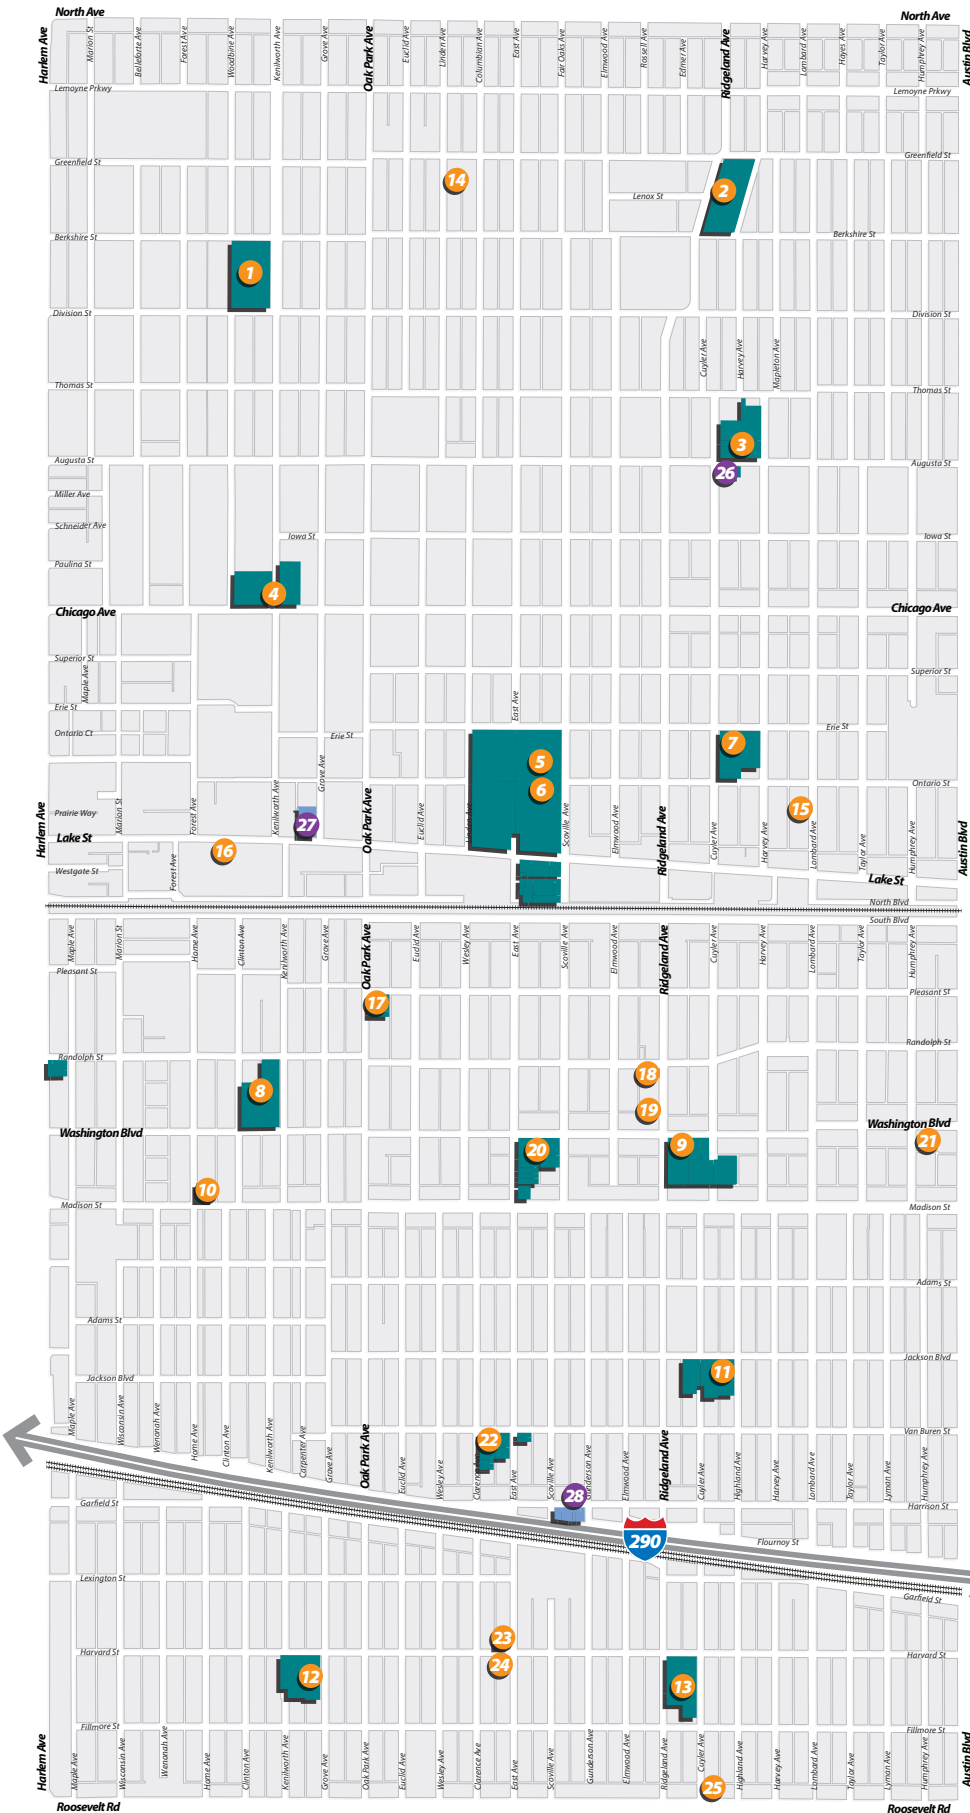 North Ave
North Ave
Harlem Ave
Marion St
Belleforte Ave
Forest Ave
Woodbine Ave
Kenilworth Ave
Grove Ave
Oak Park Ave
Euclid Ave
Linden Ave
Columbian Ave
East Ave
Fair Oaks Ave
Elmwood Ave
Rossell Ave
Edmer Ave
Ridgeland Ave
Harvey Ave
Lombard Ave
Hayes Ave
Taylor Ave
Humphrey Ave
Austin Blvd
Lemoyne Prkwy
Lemoyne Prkwy
Greenfield St
Greenfield St
14
2
Lenox St
Berkshire St
Berkshire St
1
Division St
Division St
Cuyler Ave
Harvey Ave
Mapleton Ave
Thomas St
Thomas St
3
Augusta St
Augusta St
26
Miller Ave
Schneider Ave
Iowa St
Iowa St
Paulina St
4
Chicago Ave
Chicago Ave
Superior St
Superior St
Maple Ave
Erie St
East Ave
Erie St
Ontario Ct
Erie St
7
5
6
Grove Ave
Ontario St
Harlem Ave
Prairie Way
Marion St
Forest Ave
Kenilworth Ave
27
Oak Park Ave
Euclid Ave
Linden Ave
Scoville Ave
Elmwood Ave
Ridgeland Ave
Cuyler Ave
Harvey Ave
15
Lombard Ave
Taylor Ave
Humphrey Ave
Austin Blvd
Lake St
16
Westgate St
Forest Ave
Lake St
North Blvd
South Blvd
Maple Ave
Marion St
Home Ave
Clinton Ave
Kenilworth Ave
Grove Ave
Oak Park Ave
Euclid Ave
Wesley Ave
East Ave
Scoville Ave
Elmwood Ave
Ridgeland Ave
Cuyler Ave
Harvey Ave
Lombard Ave
Taylor Ave
Humphrey Ave
Pleasant St
Pleasant St
17
Randolph St
Randolph St
18
8
19
Washington Blvd
Washington Blvd
20
9
21
10
Madison St
Madison St
Adams St
Adams St
Jackson Blvd
Jackson Blvd
11
Maple Ave
Wisconsin Ave
Wenonah Ave
Home Ave
Clinton Ave
Kenilworth Ave
Carpenter Ave
Grove Ave
Oak Park Ave
Euclid Ave
Wesley Ave
Clarence Ave
22
East Ave
Scoville Ave
Gunderson Ave
Elmwood Ave
Ridgeland Ave
Cuyler Ave
Highland Ave
Harvey Ave
Lombard Ave
Taylor Ave
Lyman Ave
Humphrey Ave
Van Buren St
28
Garfield St
Harrison St
290
Flournoy St
Lexington St
Garfield St
23
Harvard St
Harvard St
24
12
13
Fillmore St
Fillmore St
Harlem Ave
Maple Ave
Wisconsin Ave
Wenonah Ave
Home Ave
Clinton Ave
Kenilworth Ave
Grove Ave
Oak Park Ave
Euclid Ave
Wesley Ave
Clarence Ave
East Ave
Scoville Ave
Gunderson Ave
Elmwood Ave
Ridgeland Ave
Cuyler Ave
25
Highland Ave
Harvey Ave
Lombard Ave
Taylor Ave
Lyman Ave
Humphrey Ave
Austin Blvd
Roosevelt Rd
Roosevelt Rd